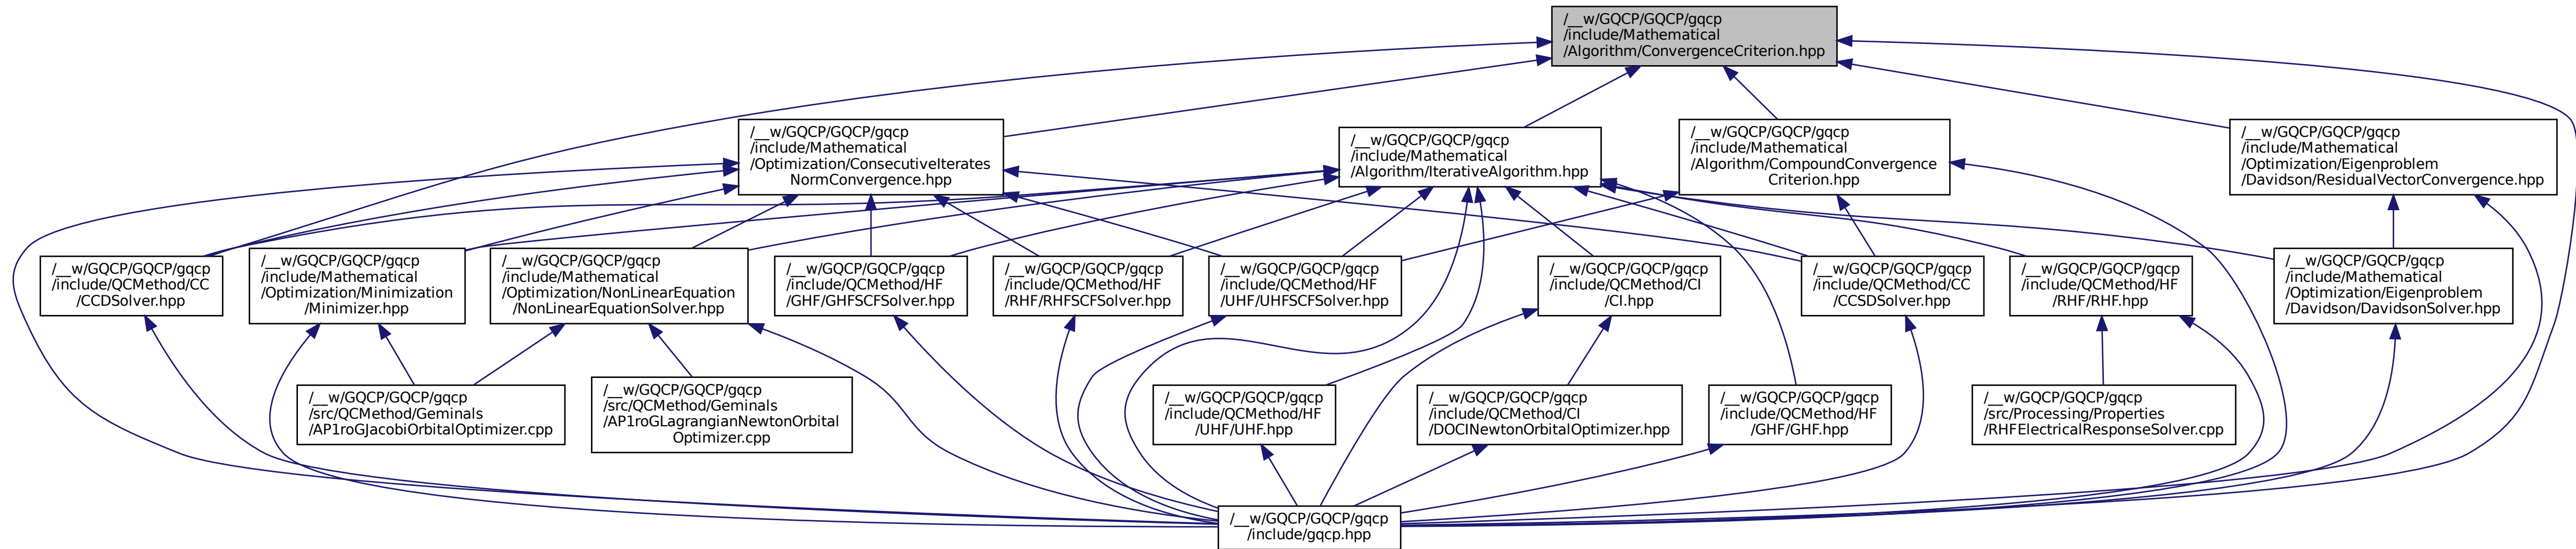 /__w/GQCP/GQCP/gqcp
/include/Mathematical
/Algorithm/ConvergenceCriterion.hpp
/__w/GQCP/GQCP/gqcp
/include/Mathematical
/Optimization/ConsecutiveIterates
NormConvergence.hpp
/__w/GQCP/GQCP/gqcp
/include/Mathematical
/Algorithm/IterativeAlgorithm.hpp
/__w/GQCP/GQCP/gqcp
/include/Mathematical
/Algorithm/CompoundConvergence
Criterion.hpp
/__w/GQCP/GQCP/gqcp
/include/Mathematical
/Optimization/Eigenproblem
/Davidson/ResidualVectorConvergence.hpp
/__w/GQCP/GQCP/gqcp
/include/QCMethod/CC
/CCDSolver.hpp
/__w/GQCP/GQCP/gqcp
/include/Mathematical
/Optimization/Minimization
/Minimizer.hpp
/__w/GQCP/GQCP/gqcp
/include/Mathematical
/Optimization/NonLinearEquation
/NonLinearEquationSolver.hpp
/__w/GQCP/GQCP/gqcp
/include/QCMethod/HF
/GHF/GHFSCFSolver.hpp
/__w/GQCP/GQCP/gqcp
/include/QCMethod/HF
/RHF/RHFSCFSolver.hpp
/__w/GQCP/GQCP/gqcp
/include/QCMethod/HF
/UHF/UHFSCFSolver.hpp
/__w/GQCP/GQCP/gqcp
/include/QCMethod/CI
/CI.hpp
/__w/GQCP/GQCP/gqcp
/include/QCMethod/CC
/CCSDSolver.hpp
/__w/GQCP/GQCP/gqcp
/include/QCMethod/HF
/RHF/RHF.hpp
/__w/GQCP/GQCP/gqcp
/include/Mathematical
/Optimization/Eigenproblem
/Davidson/DavidsonSolver.hpp
/__w/GQCP/GQCP/gqcp
/src/QCMethod/Geminals
/AP1roGJacobiOrbitalOptimizer.cpp
/__w/GQCP/GQCP/gqcp
/src/QCMethod/Geminals
/AP1roGLagrangianNewtonOrbital
Optimizer.cpp
/__w/GQCP/GQCP/gqcp
/include/QCMethod/HF
/UHF/UHF.hpp
/__w/GQCP/GQCP/gqcp
/include/QCMethod/CI
/DOCINewtonOrbitalOptimizer.hpp
/__w/GQCP/GQCP/gqcp
/include/QCMethod/HF
/GHF/GHF.hpp
/__w/GQCP/GQCP/gqcp
/src/Processing/Properties
/RHFElectricalResponseSolver.cpp
/__w/GQCP/GQCP/gqcp
/include/gqcp.hpp